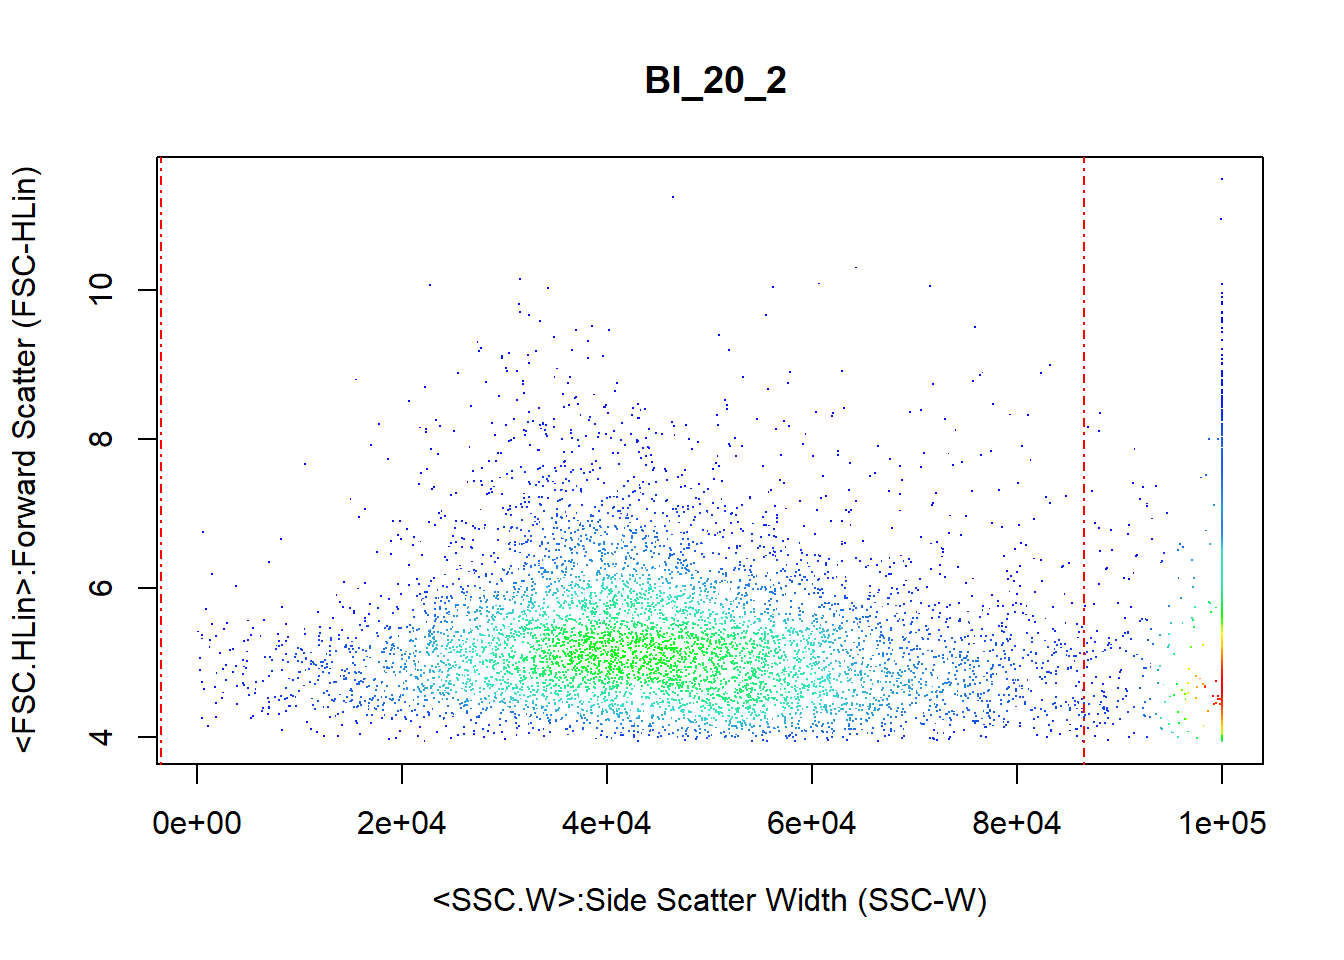 BI_20_2
<FSC.HLin>:Forward Scatter (FSC-HLin)
10
8
6
4
0e+00 2e+04 4e+04 6e+04 8e+04 1e+05
<SSC.W>:Side Scatter Width (SSC-W)